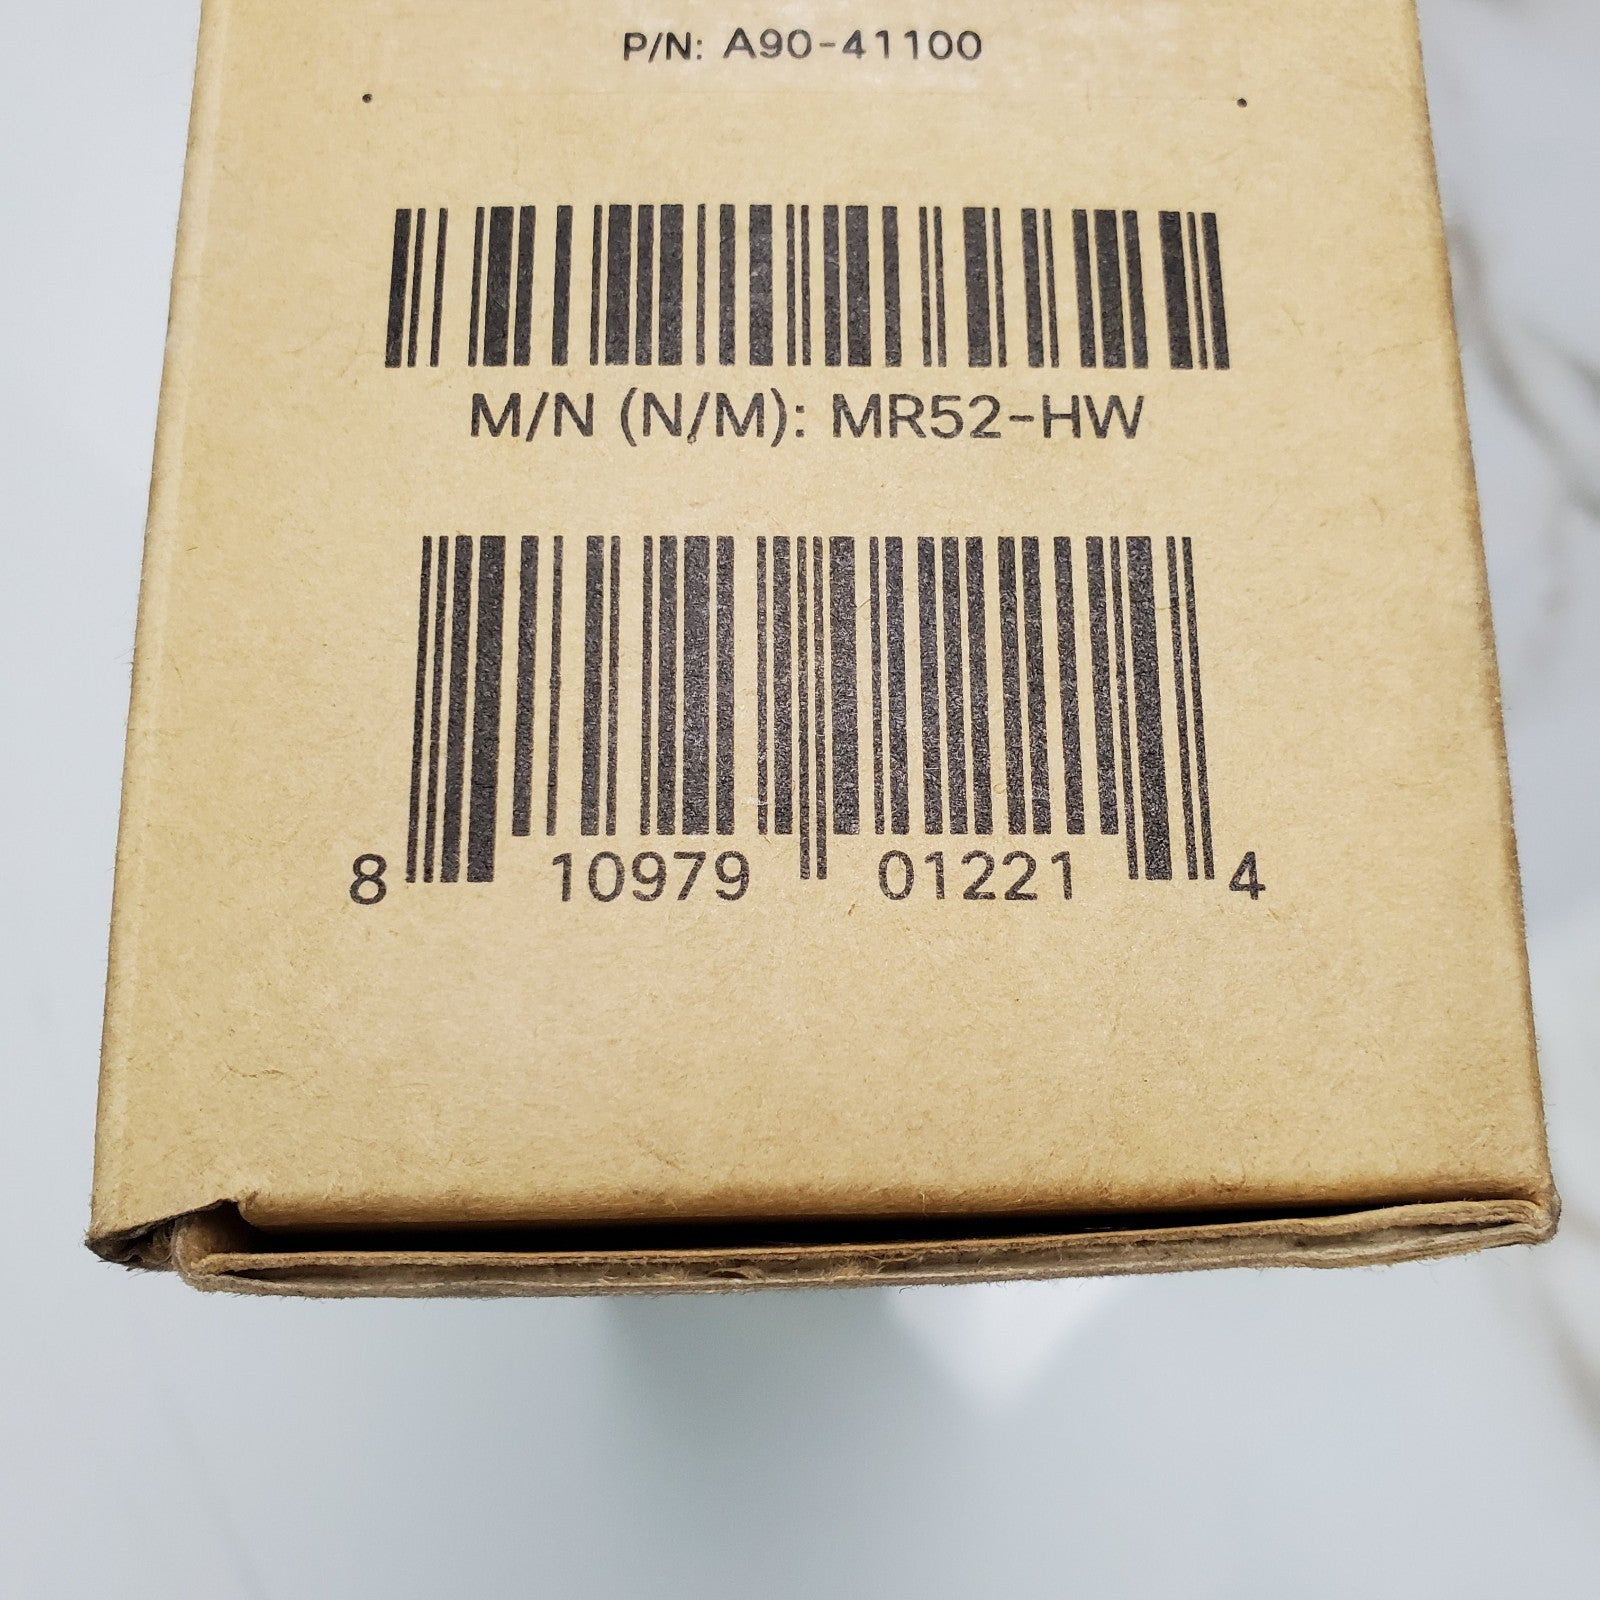 P/N: A90-41100
M/N (N/M): MR52-HW
8 10979 01221 4